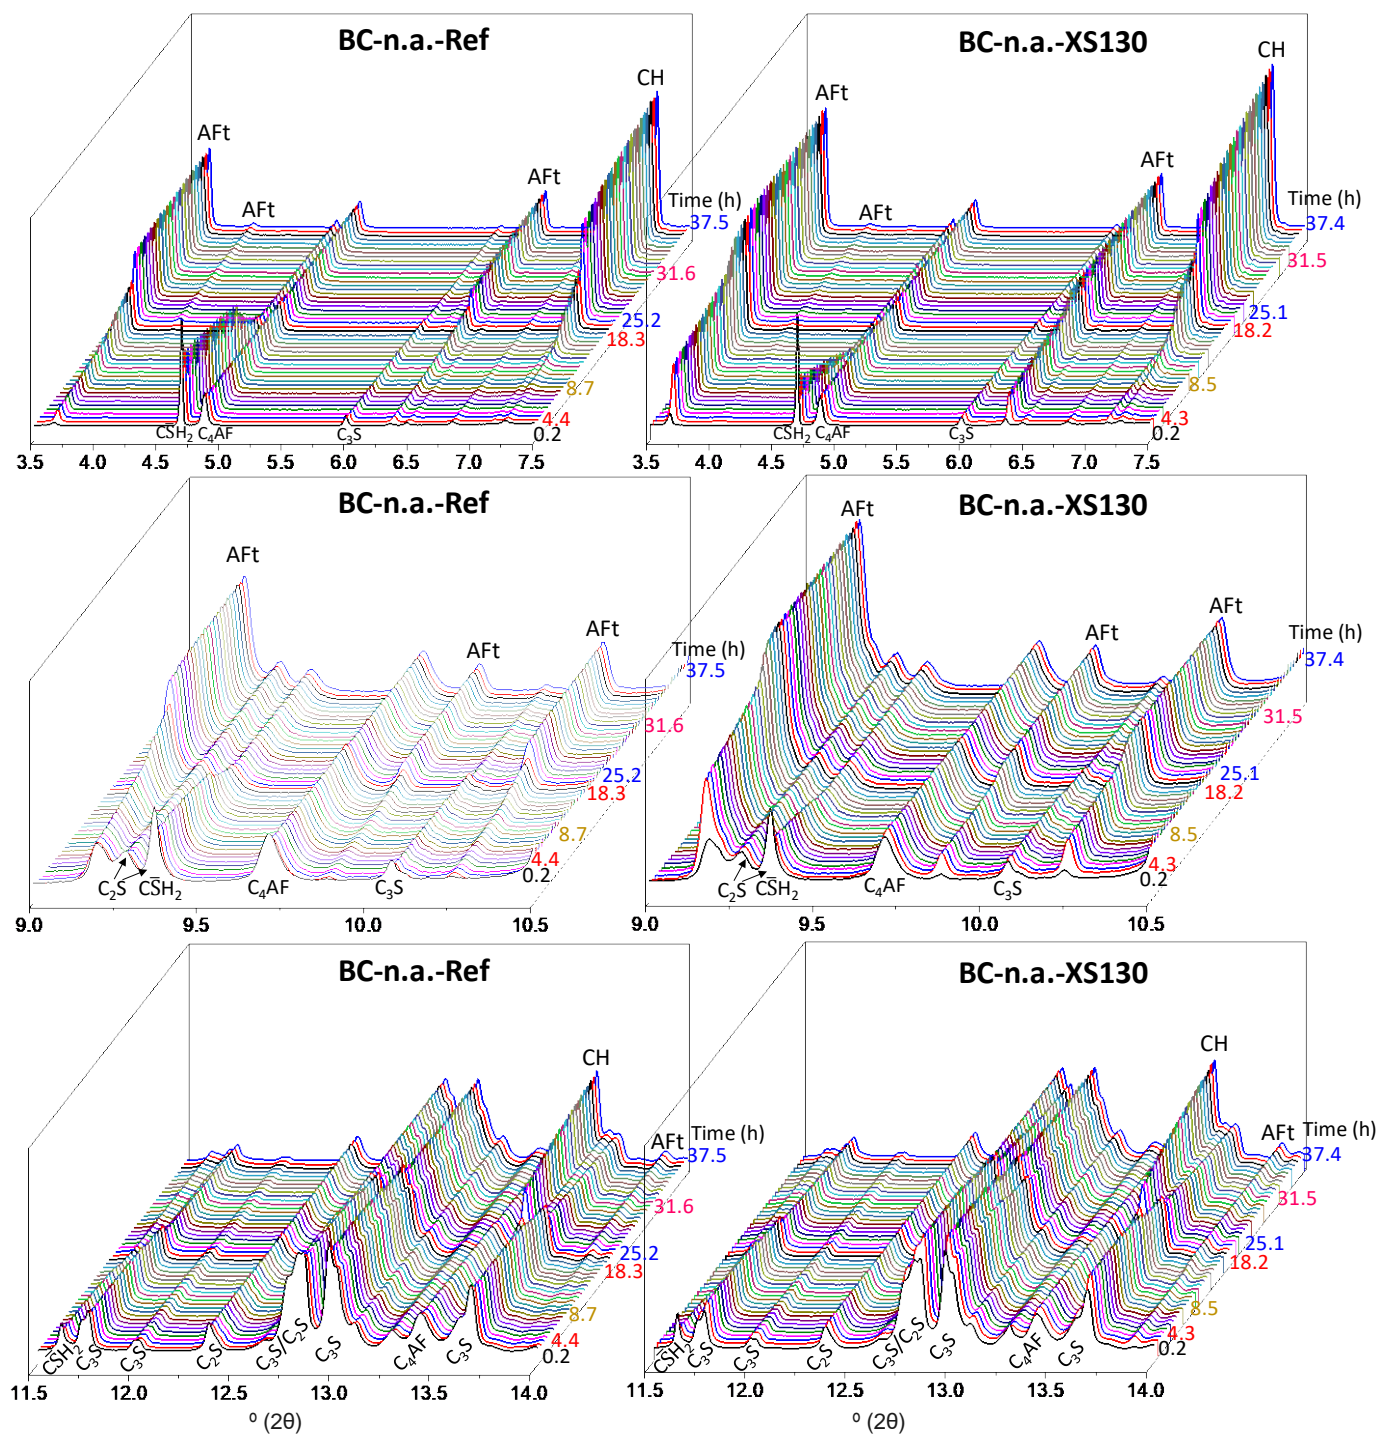 BC-n.a.-Ref
BC-n.a.-XS130
CH
CH
AFt
AFt
AFt
AFt
AFt
AFt
Time (h)
Time (h)
37.5
37.4
31.6
31.5
25.2
25.1
18.3
18.2
8.7
8.5
4.4
4.3
0.2
0.2
CS̅H₂ C₄AF C₃S
CS̅H₂ C₄AF C₃S
3.5 4.0 4.5 5.0 6.0 6.5 7.0 7.5
3.5 4.0 4.5 5.0 6.0 6.5 7.0 7.5
BC-n.a.-Ref
BC-n.a.-XS130
AFt
AFt
AFt
AFt
AFt
AFt
Time (h)
Time (h)
37.5
37.4
31.6
31.5
25.2
25.1
18.3
18.2
8.7
8.5
4.4
4.3
0.2
0.2
C₂S CS̅H₂ C₄AF C₃S
C₂S CS̅H₂ C₄AF C₃S
9.0 9.5 10.0 10.5
9.0 9.5 10.0 10.5
BC-n.a.-Ref
BC-n.a.-XS130
CH
CH
AFt Time (h)
AFt Time (h)
37.5
37.4
31.6
31.5
25.2
25.1
18.3
18.2
8.7
8.5
4.4
4.3
0.2
0.2
CSH₂ C₃S C₃S C₂S C₃S/C₂S C₃S C₄AF C₃S
CSH₂ C₃S C₃S C₂S C₃S/C₂S C₃S C₄AF C₃S
11.5 12.0 12.5 13.0 13.5 14.0
11.5 12.0 12.5 13.0 13.5 14.0
º (2θ)
º (2θ)